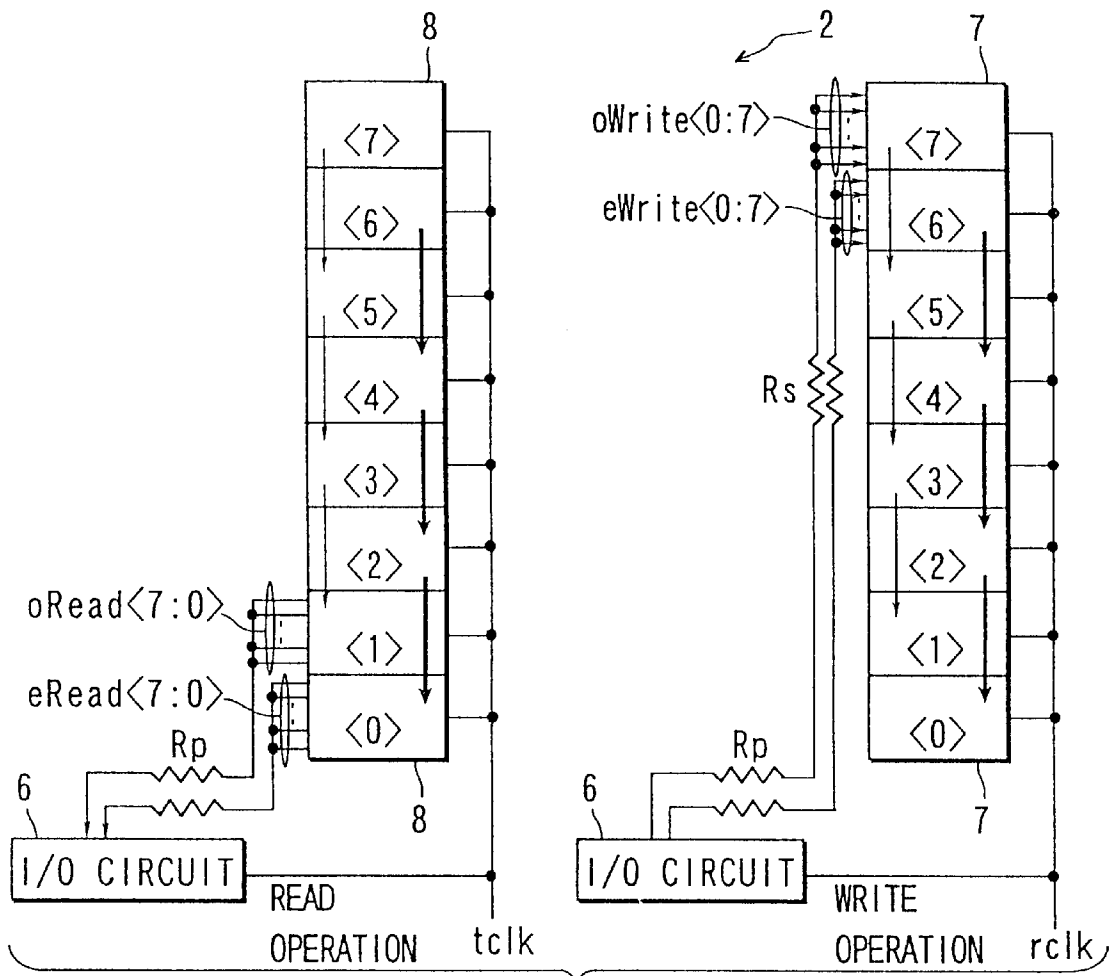 8
<7>
<6>
<5>
<4>
<3>
<2>
<1>
<0>
oRead<7:0>
eRead<7:0>
Rp
6
8
I/O CIRCUIT
READ
OPERATION
tclk
2
7
oWrite<0:7>
eWrite<0:7>
<7>
<6>
<5>
<4>
<3>
<2>
<1>
<0>
Rs
Rp
6
7
I/O CIRCUIT
WRITE
OPERATION
rclk